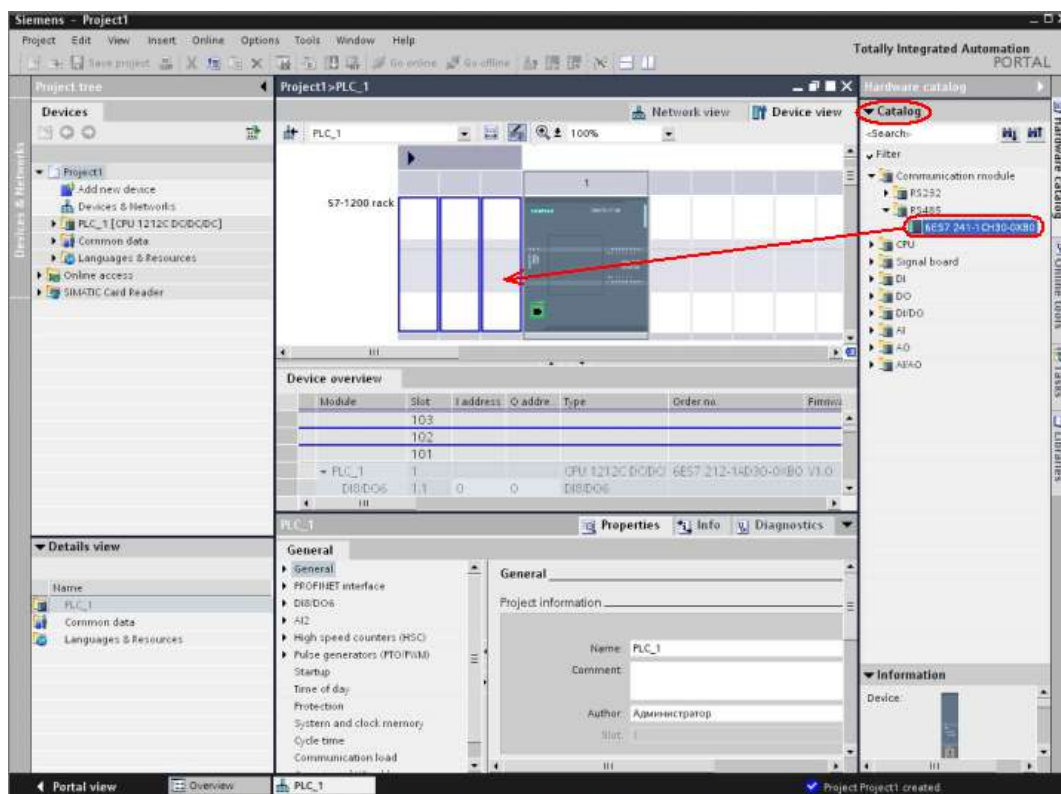 Siemens - Project1
Project Edit View Insert Online Options Tools Window Help
Save project
Go online
Go offline
Totally Integrated Automation
PORTAL
Project tree
Devices
Project1
Add new device
Devices & Networks
PLC_1 [CPU 1212C DC/DC/DC]
Common data
Languages & Resources
Online access
SIMATIC Card Reader
Devices & Networks
Details view
Name
PLC_1
Common data
Languages & Resources
Project1>PLC_1
Network view
Device view
PLC_1
100%
S7-1200 rack
1
Device overview
Module Slot I address Q addre... Type Order no.
103
102
101
PLC_1 1 CPU 1212C DC/DC/ 6ES7 212-1AD30-0XB0 V1.0
DI8/DO6 1.1 0 0 DI8/DO6
PLC_1
Properties Info Diagnostics
General
General
PROFINET interface
DI8/DO6
AI2
High speed counters (HSC)
Pulse generators (PTO/PWM)
Startup
Time of day
Protection
System and clock memory
Cycle time
Communication load
General
Project information
Name: PLC_1
Comment:
Author: Администратор
Slot: 1
Hardware catalog
Catalog
<Search>
Filter
Communication module
RS232
RS485
6ES7 241-1CH30-0XB0
CPU
Signal board
DI
DO
DI/DO
AI
AO
AI/AO
Information
Device:
Hardware catalog
Online tools
Tasks
Libraries
Portal view
Overview
PLC_1
Project Project1 created.